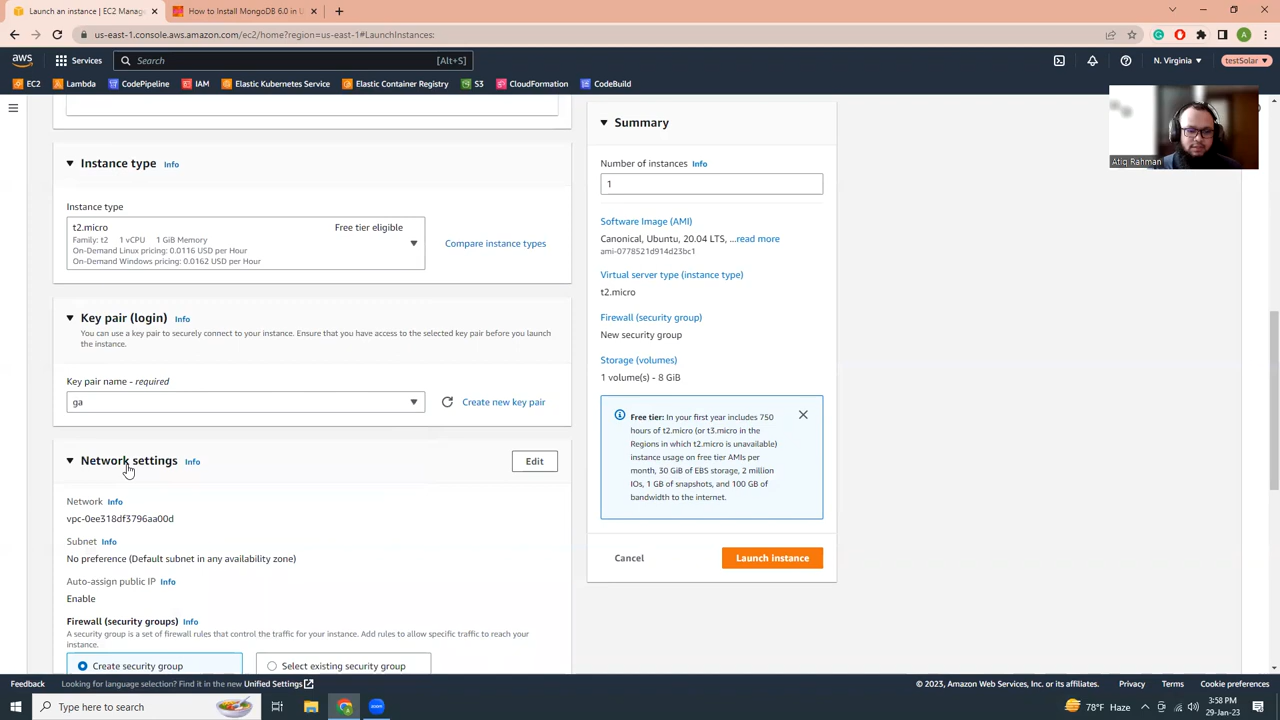 Launch an instance | EC2 Manag
How to Install MongoDB 6.0 in U
us-east-1.console.aws.amazon.com/ec2/home?region=us-east-1#LaunchInstances:
A
aws
Services
Search
[Alt+S]
N. Virginia
testSolar
EC2
Lambda
CodePipeline
IAM
Elastic Kubernetes Service
Elastic Container Registry
S3
CloudFormation
CodeBuild
Atiq Rahman
Instance type Info
Instance type
t2.micro Free tier eligible
Family: t2 1 vCPU 1 GiB Memory
On-Demand Linux pricing: 0.0116 USD per Hour
On-Demand Windows pricing: 0.0162 USD per Hour
Compare instance types
Key pair (login) Info
You can use a key pair to securely connect to your instance. Ensure that you have access to the selected key pair before you launch
the instance.
Key pair name - required
ga
Create new key pair
Network settings Info
Edit
Network Info
vpc-0ee318df3796aa00d
Subnet Info
No preference (Default subnet in any availability zone)
Auto-assign public IP Info
Enable
Firewall (security groups) Info
A security group is a set of firewall rules that control the traffic for your instance. Add rules to allow specific traffic to reach your
instance.
Create security group
Select existing security group
Summary
Number of instances Info
1
Software Image (AMI)
Canonical, Ubuntu, 20.04 LTS, ...read more
ami-0778521d914d23bc1
Virtual server type (instance type)
t2.micro
Firewall (security group)
New security group
Storage (volumes)
1 volume(s) - 8 GiB
Free tier: In your first year includes 750
hours of t2.micro (or t3.micro in the
Regions in which t2.micro is unavailable)
instance usage on free tier AMIs per
month, 30 GiB of EBS storage, 2 million
IOs, 1 GB of snapshots, and 100 GB of
bandwidth to the internet.
Cancel
Launch instance
Feedback
Looking for language selection? Find it in the new Unified Settings
© 2023, Amazon Web Services, Inc. or its affiliates.
Privacy
Terms
Cookie preferences
Type here to search
zoom
78°F Haze
3:58 PM
29-Jan-23